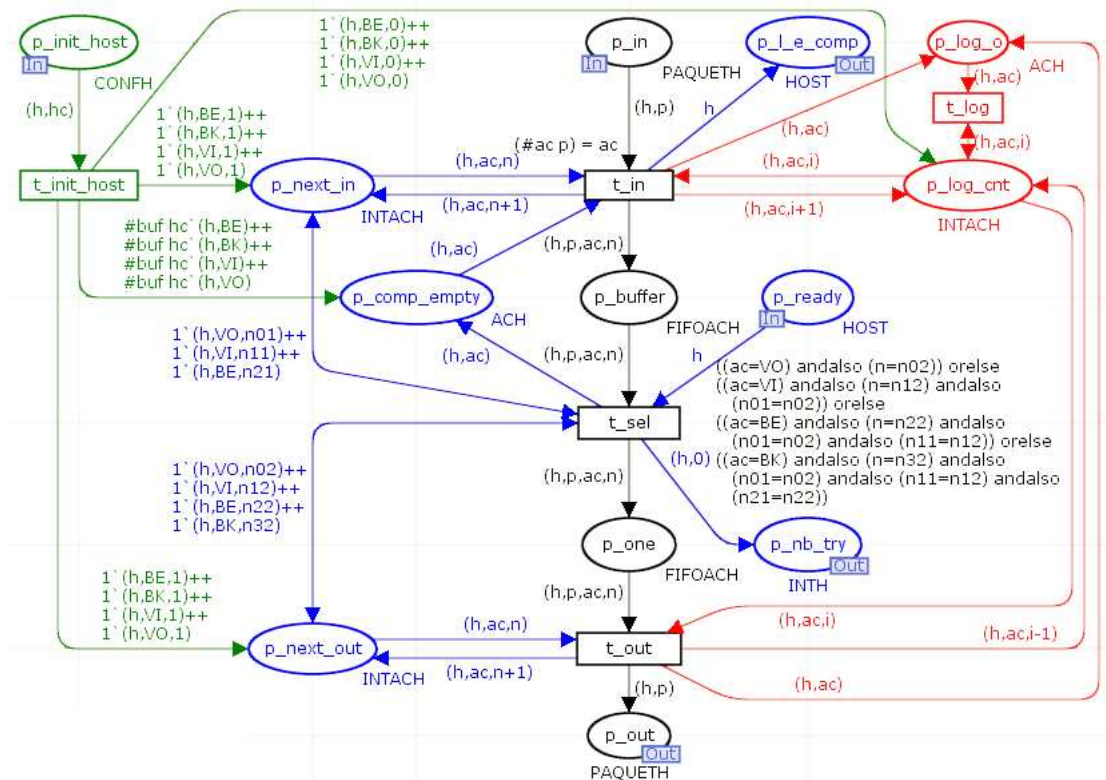 p_init_host
In
CONFH
(h,hc)
1`(h,BE,0)++
1`(h,BK,0)++
1`(h,VI,0)++
1`(h,VO,0)
p_in
In
PAQUETH
(h,p)
p_l_e_comp
Out
HOST
h
p_log_o
ACH
(h,ac)
t_log
(h,ac,i)
(h,ac)
1`(h,BE,1)++
1`(h,BK,1)++
1`(h,VI,1)++
1`(h,VO,1)
(#ac p) = ac
t_init_host
p_next_in
INTACH
(h,ac,n)
(h,ac,n+1)
t_in
(h,ac,i)
(h,ac,i+1)
p_log_cnt
INTACH
#buf hc`(h,BE)++
#buf hc`(h,BK)++
#buf hc`(h,VI)++
#buf hc`(h,VO)
(h,ac)
(h,p,ac,n)
p_comp_empty
ACH
p_buffer
FIFOACH
p_ready
In
HOST
1`(h,VO,n01)++
1`(h,VI,n11)++
1`(h,BE,n21)
(h,ac)
(h,p,ac,n)
h
((ac=VO) andalso (n=n02)) orelse
((ac=VI) andalso (n=n12) andalso
(n01=n02)) orelse
((ac=BE) andalso (n=n22) andalso
(n01=n02) andalso (n11=n12)) orelse
((ac=BK) andalso (n=n32) andalso
(n01=n02) andalso (n11=n12) andalso
(n21=n22))
t_sel
(h,0)
1`(h,VO,n02)++
1`(h,VI,n12)++
1`(h,BE,n22)++
1`(h,BK,n32)
(h,p,ac,n)
p_one
FIFOACH
p_nb_try
Out
INTH
1`(h,BE,1)++
1`(h,BK,1)++
1`(h,VI,1)++
1`(h,VO,1)
(h,p,ac,n)
p_next_out
INTACH
(h,ac,n)
(h,ac,n+1)
t_out
(h,ac,i)
(h,ac,i-1)
(h,ac)
(h,p)
p_out
Out
PAQUETH